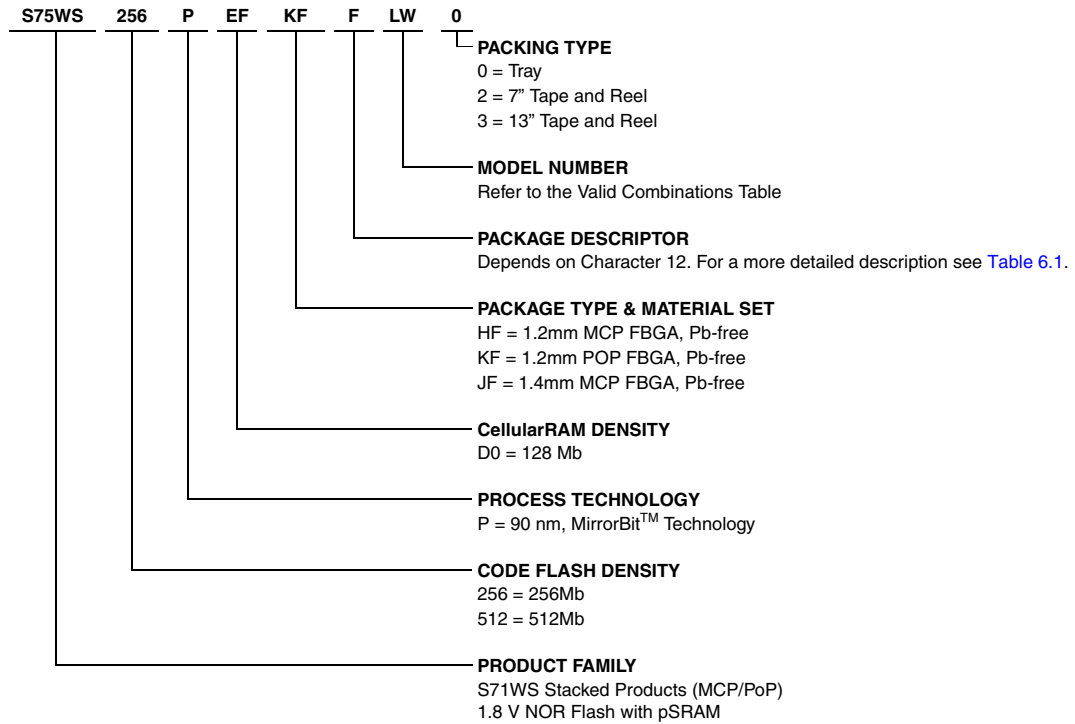 S75WS 256 P EF KF F LW 0
PACKING TYPE
0 = Tray
2 = 7” Tape and Reel
3 = 13” Tape and Reel
MODEL NUMBER
Refer to the Valid Combinations Table
PACKAGE DESCRIPTOR
Depends on Character 12. For a more detailed description see Table 6.1.
PACKAGE TYPE & MATERIAL SET
HF = 1.2mm MCP FBGA, Pb-free
KF = 1.2mm POP FBGA, Pb-free
JF = 1.4mm MCP FBGA, Pb-free
CellularRAM DENSITY
D0 = 128 Mb
PROCESS TECHNOLOGY
P = 90 nm, MirrorBit™ Technology
CODE FLASH DENSITY
256 = 256Mb
512 = 512Mb
PRODUCT FAMILY
S71WS Stacked Products (MCP/PoP)
1.8 V NOR Flash with pSRAM